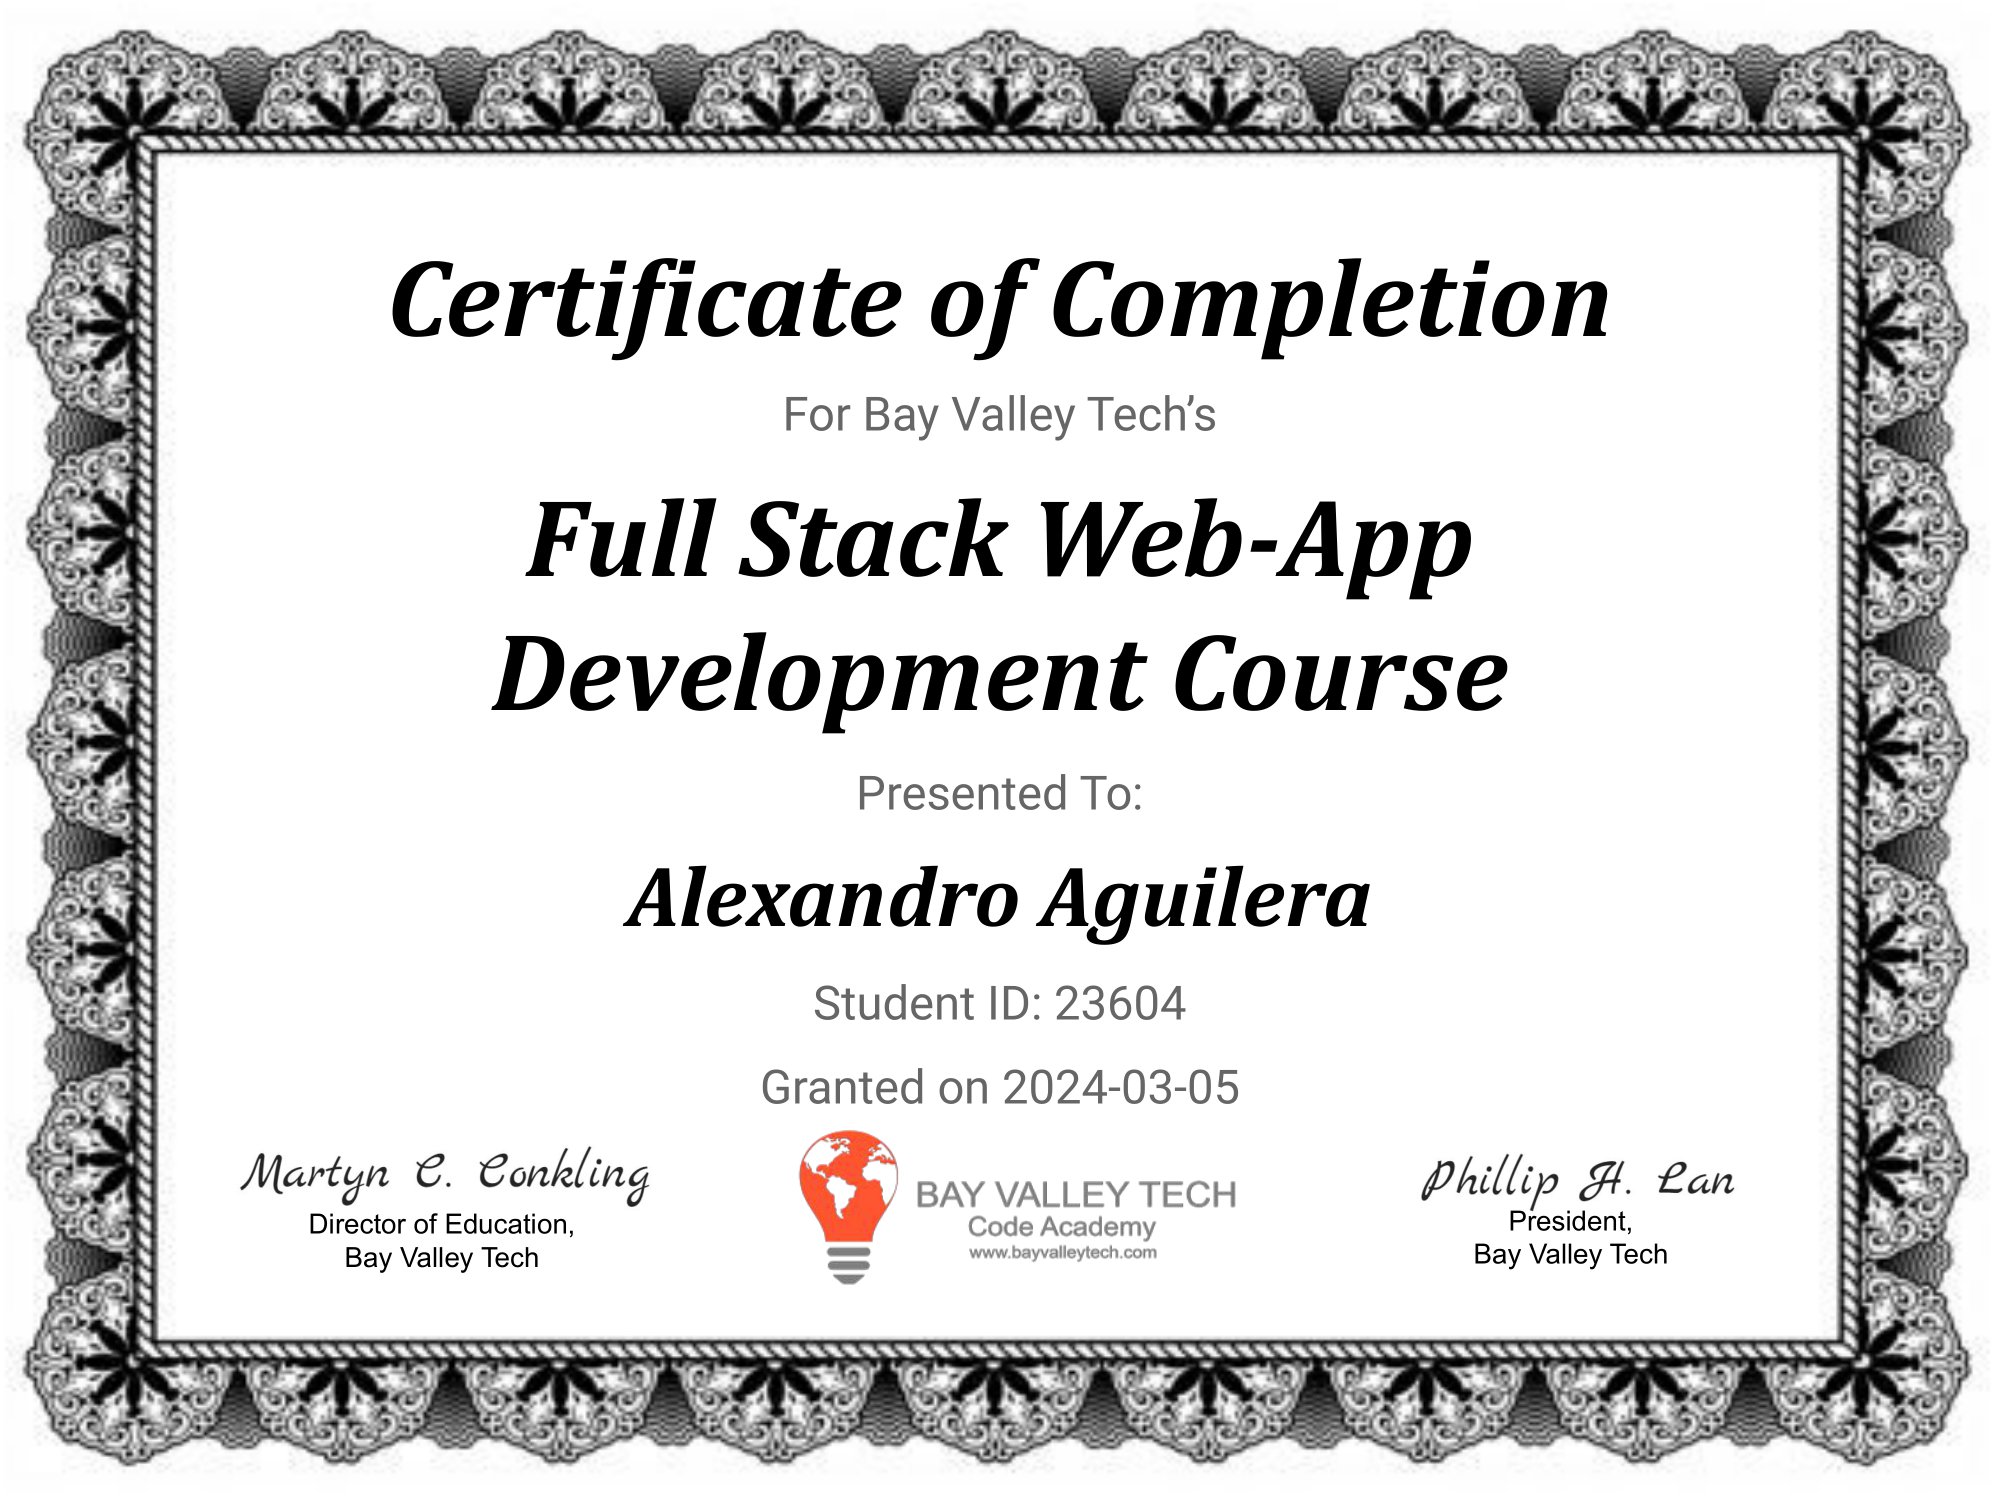 Certificate of Completion
For Bay Valley Tech’s
Full Stack Web-App
Development Course
Presented To:
Alexandro Aguilera
Student ID: 23604
Granted on 2024-03-05
Martyn C. Conkling
Director of Education,
Bay Valley Tech
BAY VALLEY TECH
Code Academy
www.bayvalleytech.com
Phillip H. Lan
President,
Bay Valley Tech